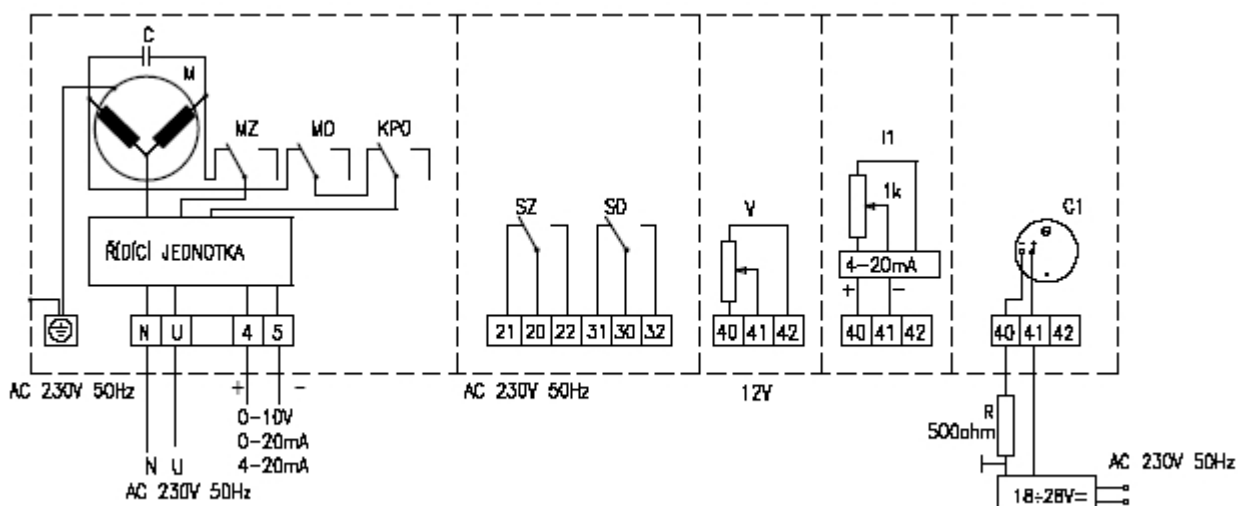 C
M
MZ
MO
KPO
ŘÍDÍCÍ JEDNOTKA
N U 4 5
AC 230V 50Hz
+ −
0-10V
0-20mA
4-20mA
N U
AC 230V 50Hz
SZ
SO
21 20 22 31 30 32
AC 230V 50Hz
V
40 41 42
12V
I1
1k
4-20mA
+ −
40 41 42
C1
- +
40 41 42
R
500ohm
AC 230V 50Hz
18÷28V=